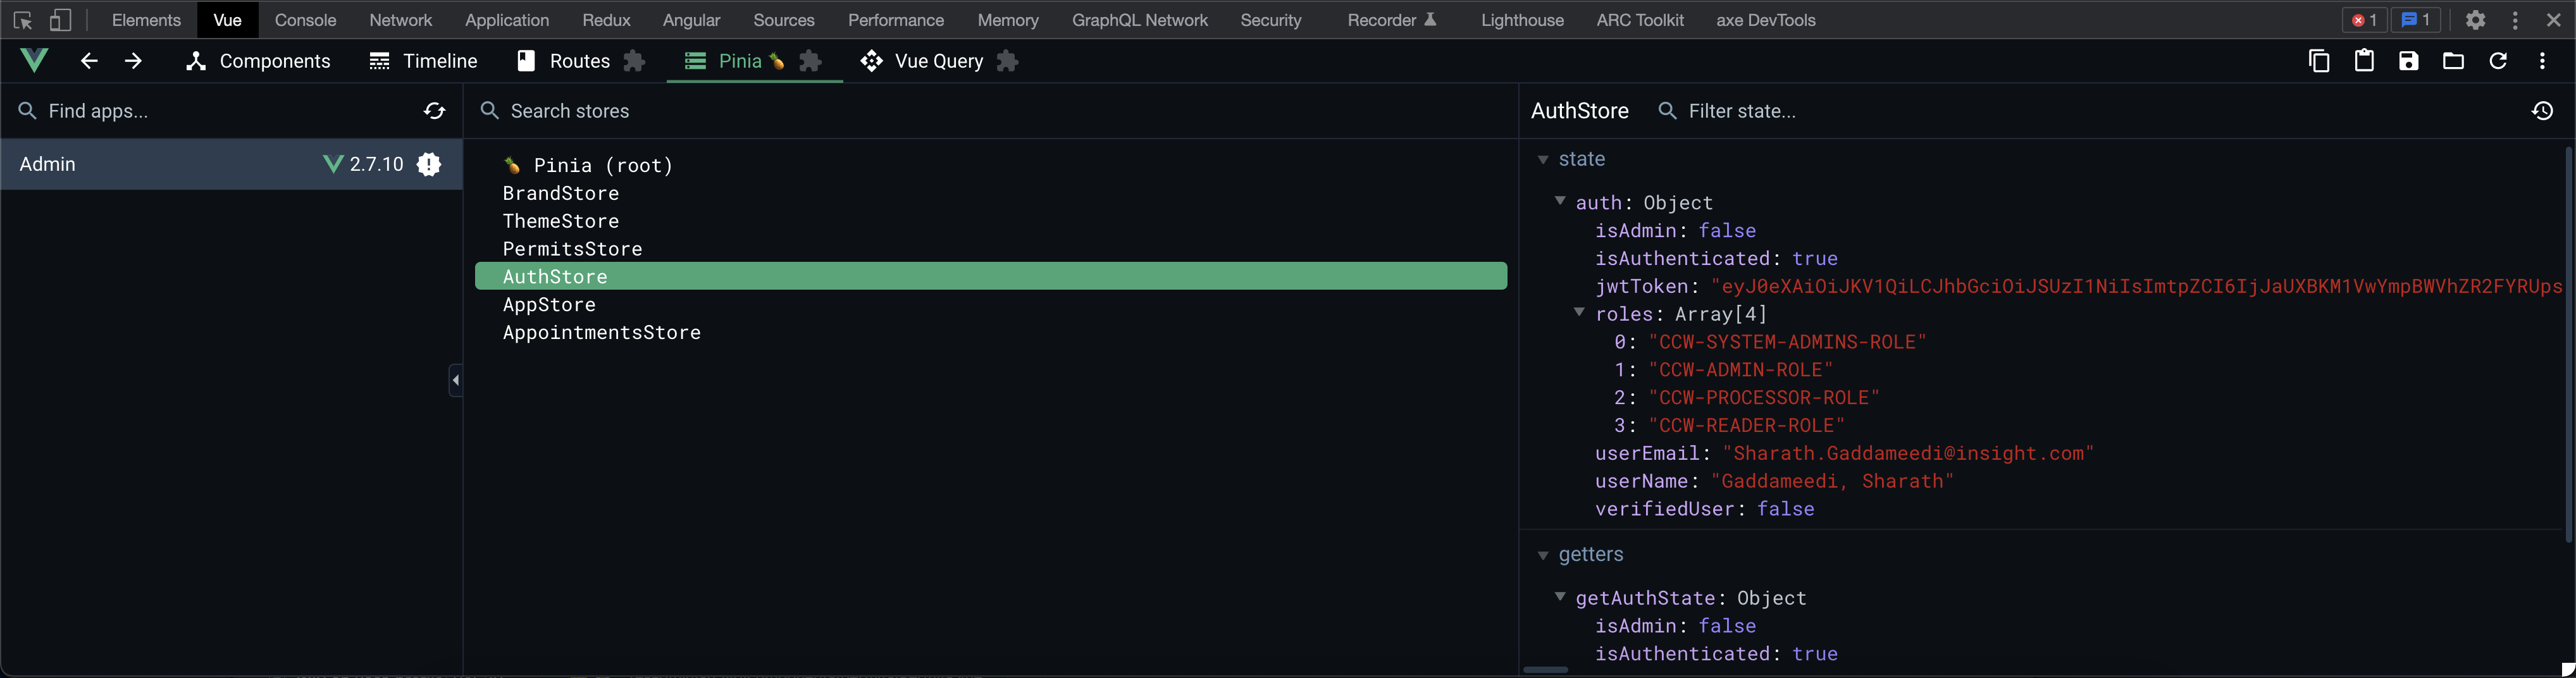 Elements Vue Console Network Application Redux Angular Sources Performance Memory GraphQL Network Security Recorder Lighthouse ARC Toolkit axe DevTools 1 1
Components Timeline Routes Pinia 🍍 Vue Query
Find apps... Search stores AuthStore Filter state...
Admin 2.7.10
🍍 Pinia (root)
BrandStore
ThemeStore
PermitsStore
AuthStore
AppStore
AppointmentsStore
state
auth: Object
isAdmin: false
isAuthenticated: true
jwtToken: "eyJ0eXAiOiJKV1QiLCJhbGciOiJSUzI1NiIsImtpZCI6IjJaUXBKM1VwYmpBWVhZR2FYRUps
roles: Array[4]
0: "CCW-SYSTEM-ADMINS-ROLE"
1: "CCW-ADMIN-ROLE"
2: "CCW-PROCESSOR-ROLE"
3: "CCW-READER-ROLE"
userEmail: "Sharath.Gaddameedi@insight.com"
userName: "Gaddameedi, Sharath"
verifiedUser: false
getters
getAuthState: Object
isAdmin: false
isAuthenticated: true